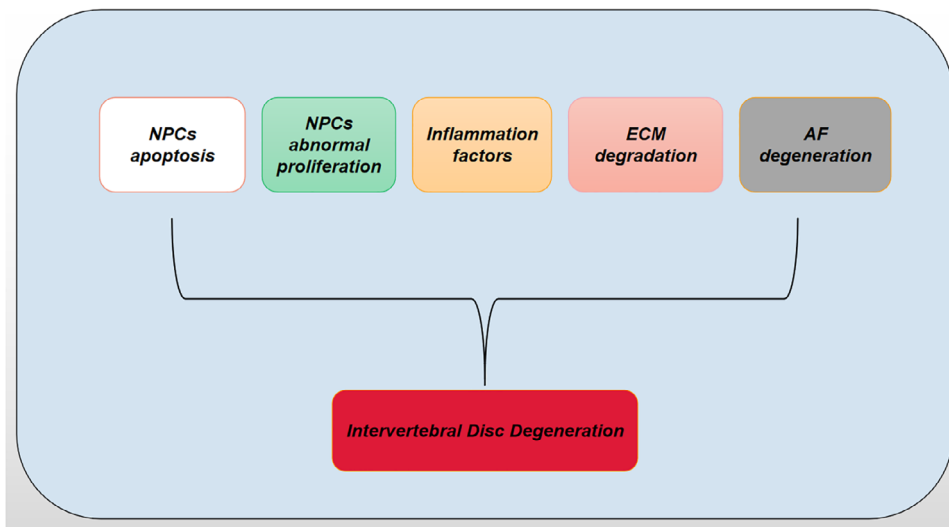 NPCs
apoptosis
NPCs
abnormal
proliferation
Inflammation
factors
ECM
degradation
AF
degeneration
Intervertebral Disc Degeneration